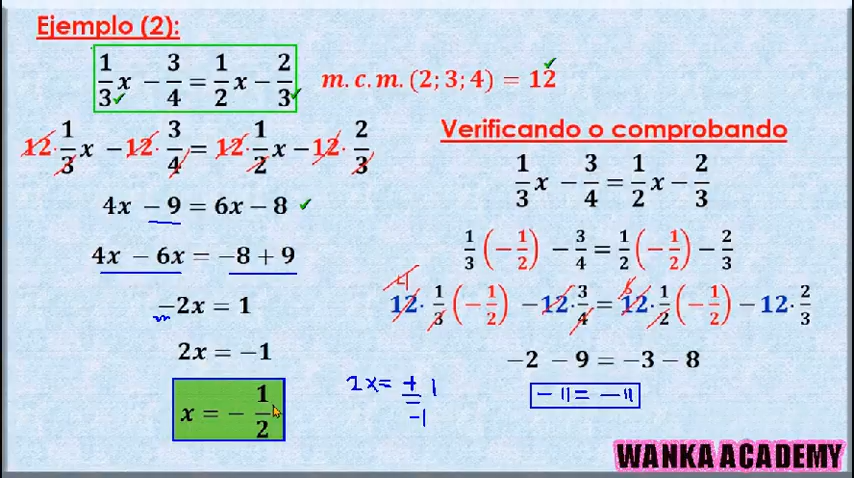 Ejemplo (2):
1/3 x − 3/4 = 1/2 x − 2/3
m. c. m. (2; 3; 4) = 12
12 · 1/3 x − 12 · 3/4 = 12 · 1/2 x − 12 · 2/3
4x − 9 = 6x − 8
4x − 6x = −8 + 9
−2x = 1
2x = −1
x = − 1/2
2x = + 1
−1
Verificando o comprobando
1/3 x − 3/4 = 1/2 x − 2/3
1/3 (− 1/2) − 3/4 = 1/2 (− 1/2) − 2/3
4 6
12 · 1/3 (− 1/2) − 12 · 3/4 = 12 · 1/2 (− 1/2) − 12 · 2/3
−2 − 9 = −3 − 8
− 11 = − 11
WANKA ACADEMY